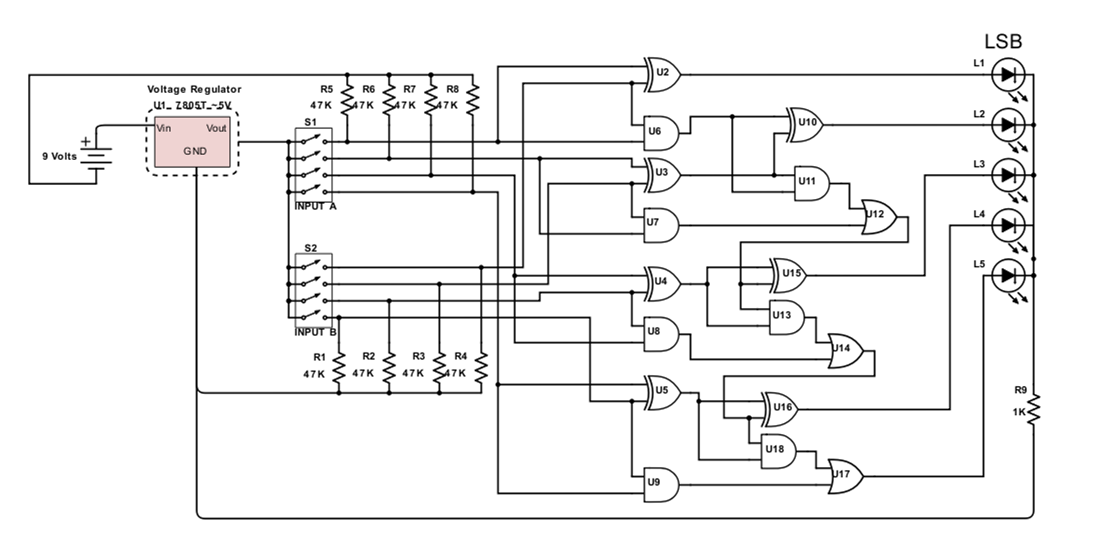 LSB
L1
Voltage Regulator
U1 7805T ~5V
Vin
Vout
GND
9 Volts
+
R5
47K
R6
47K
R7
47K
R8
47K
S1
INPUT A
S2
INPUT B
R1
47K
R2
47K
R3
47K
R4
47K
U2
U6
U3
U7
U4
U8
U5
U9
U10
U11
U12
U15
U13
U14
U16
U18
U17
L2
L3
L4
L5
R9
1K